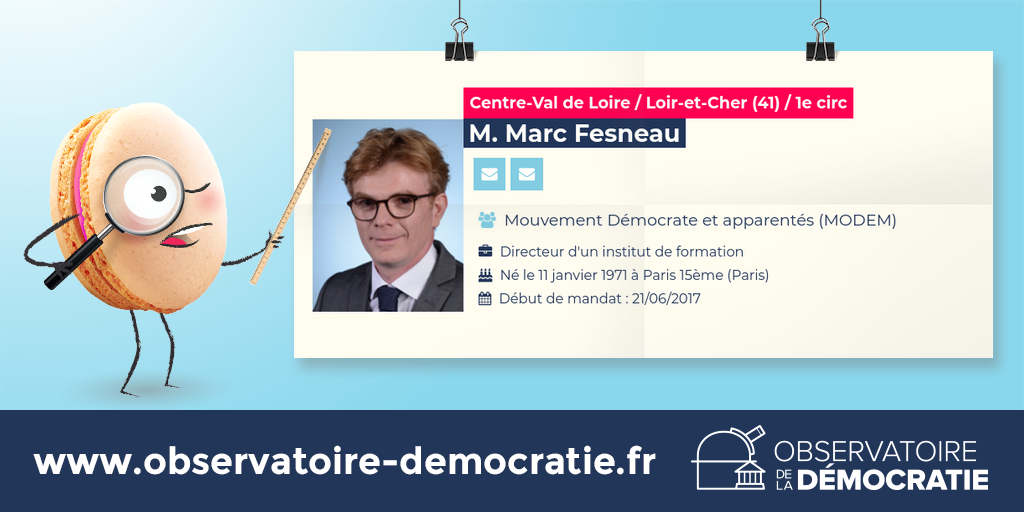 Centre-Val de Loire / Loir-et-Cher (41) / 1e circ
M. Marc Fesneau
Mouvement Démocrate et apparentés (MODEM)
Directeur d'un institut de formation
Né le 11 janvier 1971 à Paris 15ème (Paris)
Début de mandat : 21/06/2017
www.observatoire-democratie.fr
OBSERVATOIRE
DE LA DÉMOCRATIE